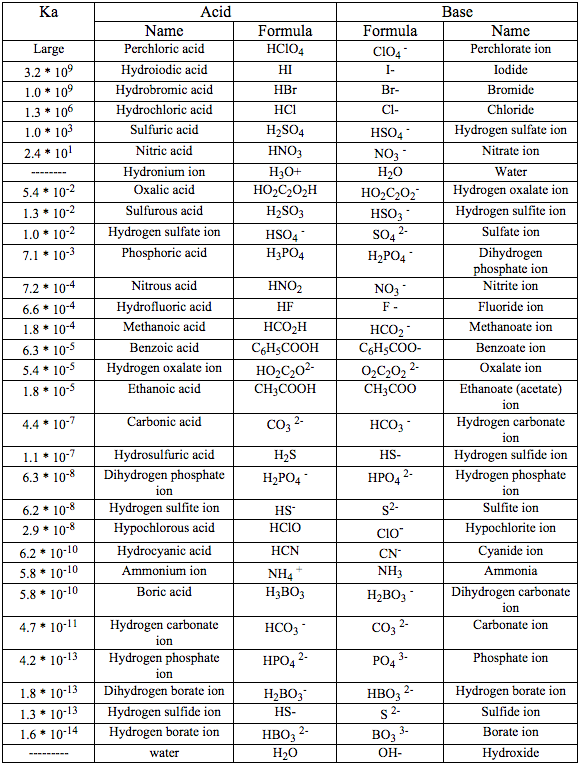 Ka Acid Base
Name Formula Formula Name
Large Perchloric acid HClO4 ClO4 - Perchlorate ion
3.2 * 10^9 Hydroiodic acid HI I- Iodide
1.0 * 10^9 Hydrobromic acid HBr Br- Bromide
1.3 * 10^6 Hydrochloric acid HCl Cl- Chloride
1.0 * 10^3 Sulfuric acid H2SO4 HSO4 - Hydrogen sulfate ion
2.4 * 10^1 Nitric acid HNO3 NO3 - Nitrate ion
-------- Hydronium ion H3O+ H2O Water
5.4 * 10^-2 Oxalic acid HO2C2O2H HO2C2O2^- Hydrogen oxalate ion
1.3 * 10^-2 Sulfurous acid H2SO3 HSO3 - Hydrogen sulfite ion
1.0 * 10^-2 Hydrogen sulfate ion HSO4 - SO4 2- Sulfate ion
7.1 * 10^-3 Phosphoric acid H3PO4 H2PO4 - Dihydrogen
phosphate ion
7.2 * 10^-4 Nitrous acid HNO2 NO3 - Nitrite ion
6.6 * 10^-4 Hydrofluoric acid HF F - Fluoride ion
1.8 * 10^-4 Methanoic acid HCO2H HCO2 - Methanoate ion
6.3 * 10^-5 Benzoic acid C6H5COOH C6H5COO- Benzoate ion
5.4 * 10^-5 Hydrogen oxalate ion HO2C2O^2- O2C2O2 2- Oxalate ion
1.8 * 10^-5 Ethanoic acid CH3COOH CH3COO Ethanoate (acetate)
ion
4.4 * 10^-7 Carbonic acid CO3 2- HCO3 - Hydrogen carbonate
ion
1.1 * 10^-7 Hydrosulfuric acid H2S HS- Hydrogen sulfide ion
6.3 * 10^-8 Dihydrogen phosphate H2PO4 - HPO4 2- Hydrogen phosphate
ion ion
6.2 * 10^-8 Hydrogen sulfite ion HS^- S^2- Sulfite ion
2.9 * 10^-8 Hypochlorous acid HClO ClO^- Hypochlorite ion
6.2 * 10^-10 Hydrocyanic acid HCN CN^- Cyanide ion
5.8 * 10^-10 Ammonium ion NH4 + NH3 Ammonia
5.8 * 10^-10 Boric acid H3BO3 H2BO3 - Dihydrogen carbonate
ion
4.7 * 10^-11 Hydrogen carbonate HCO3 - CO3 2- Carbonate ion
ion
4.2 * 10^-13 Hydrogen phosphate HPO4 2- PO4 3- Phosphate ion
ion
1.8 * 10^-13 Dihydrogen borate ion H2BO3^- HBO3 2- Hydrogen borate ion
1.3 * 10^-13 Hydrogen sulfide ion HS- S 2- Sulfide ion
1.6 * 10^-14 Hydrogen borate ion HBO3 2- BO3 3- Borate ion
--------- water H2O OH- Hydroxide